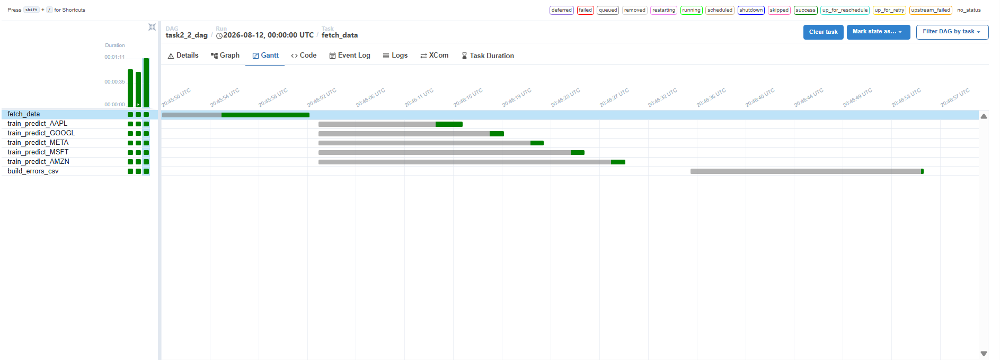 Press shift + / for Shortcuts
deferred failed queued removed restarting running scheduled shutdown skipped success up_for_reschedule up_for_retry upstream_failed no_status
DAG
task2_2_dag
/
Run
2026-08-12, 00:00:00 UTC
/
Task
fetch_data
Clear task
Mark state as...
Filter DAG by task
Details
Graph
Gantt
Code
Event Log
Logs
XCom
Task Duration
Duration
00:01:11
00:00:35
00:00:00
20:45:50 UTC
20:45:54 UTC
20:45:58 UTC
20:46:02 UTC
20:46:06 UTC
20:46:11 UTC
20:46:15 UTC
20:46:19 UTC
20:46:23 UTC
20:46:27 UTC
20:46:32 UTC
20:46:36 UTC
20:46:40 UTC
20:46:44 UTC
20:46:49 UTC
20:46:53 UTC
20:46:57 UTC
fetch_data
train_predict_AAPL
train_predict_GOOGL
train_predict_META
train_predict_MSFT
train_predict_AMZN
build_errors_csv